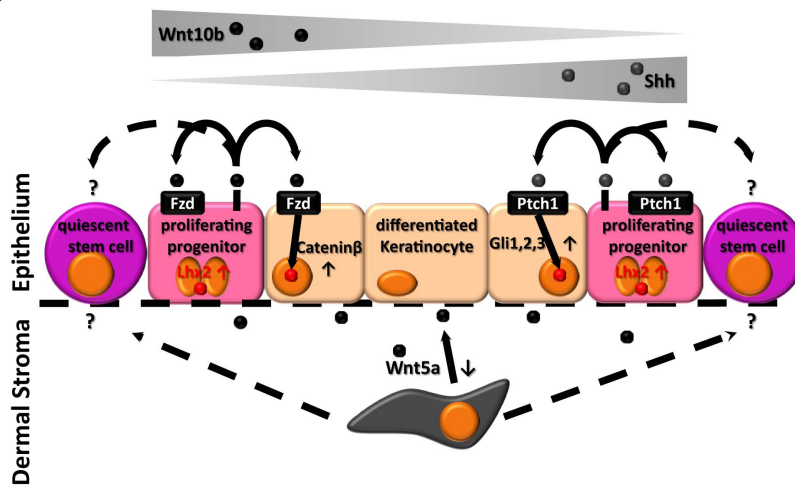 Wnt10b
Shh
Epithelium
? ?
Fzd Fzd Ptch1 Ptch1
quiescent
stem cell
proliferating
progenitor
Lhx2 ↑
Cateninβ
↑
differentiated
Keratinocyte
Gli1,2,3 ↑
proliferating
progenitor
Lhx2 ↑
quiescent
stem cell
? ?
Dermal Stroma
Wnt5a ↓